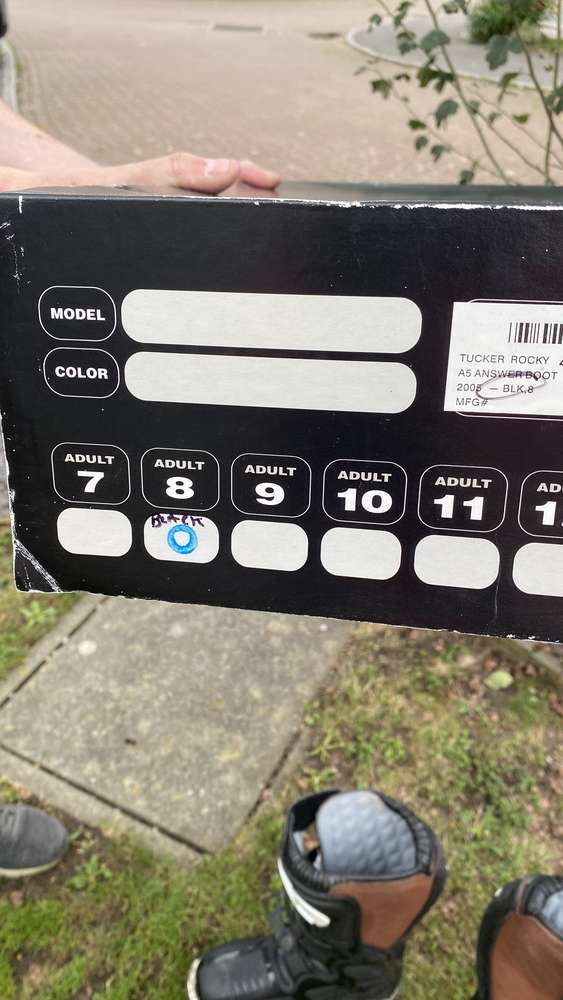 MODEL
COLOR
TUCKER ROCKY
A5 ANSWER BOOT
2005 — BLK,8
MFG#
ADULT 7
ADULT 8
ADULT 9
ADULT 10
ADULT 11
BLACK